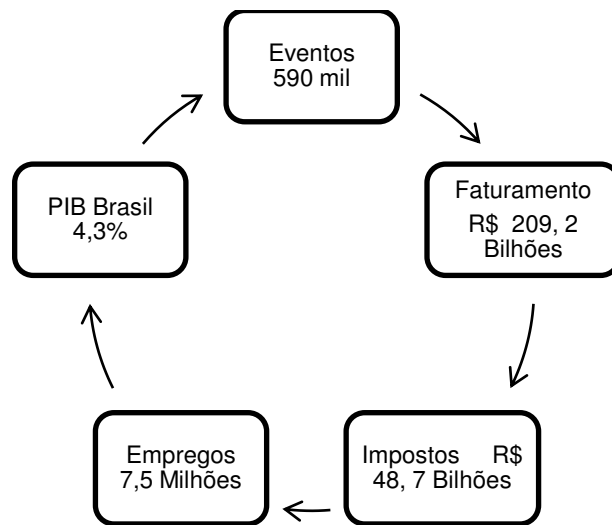 Eventos
590 mil
Faturamento
R$ 209, 2
Bilhões
Impostos R$
48, 7 Bilhões
Empregos
7,5 Milhões
PIB Brasil
4,3%